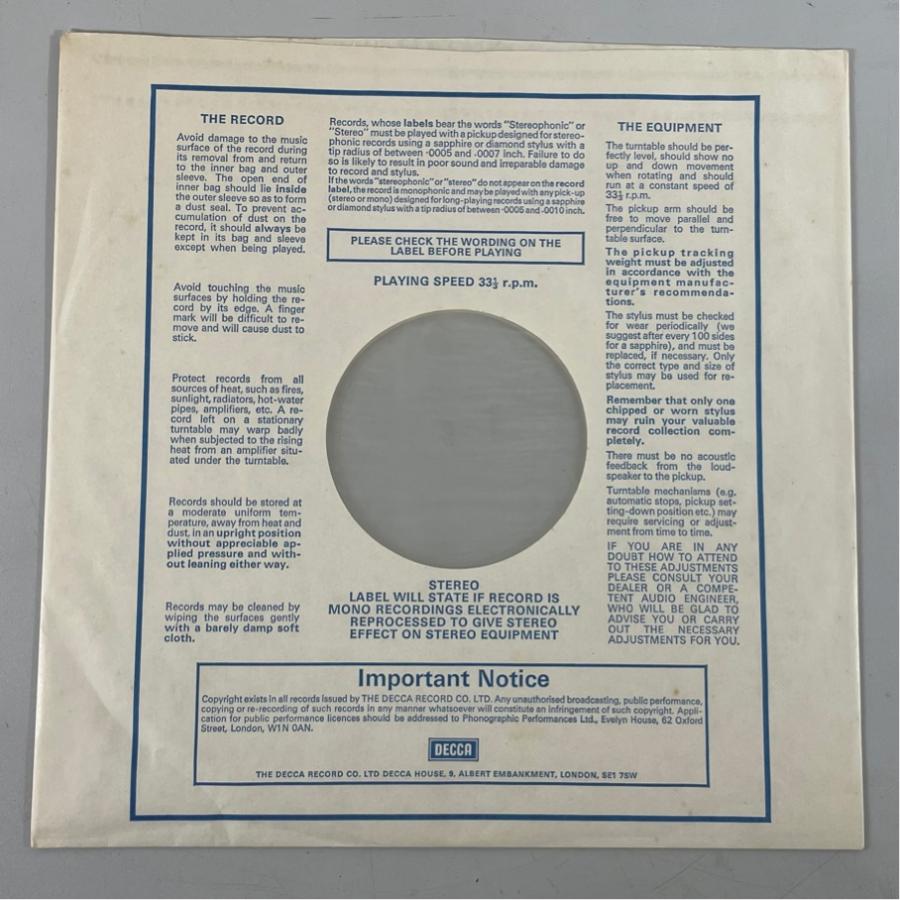 THE RECORD
Avoid damage to the music
surface of the record during
its removal from and return
to the inner bag and outer
sleeve. The open end of
inner bag should lie inside
the outer sleeve so as to form
a dust seal. To prevent ac-
cumulation of dust on the
record, it should always be
kept in its bag and sleeve
except when being played.
Avoid touching the music
surfaces by holding the re-
cord by its edge. A finger
mark will be difficult to re-
move and will cause dust to
stick.
Protect records from all
sources of heat, such as fires,
sunlight, radiators, hot-water
pipes, amplifiers, etc. A re-
cord left on a stationary
turntable may warp badly
when subjected to the rising
heat from an amplifier situ-
ated under the turntable.
Records should be stored at
a moderate uniform tem-
perature, away from heat and
dust, in an upright position
without appreciable ap-
plied pressure and with-
out leaning either way.
Records may be cleaned by
wiping the surfaces gently
with a barely damp soft
cloth.
Records, whose labels bear the words "Stereophonic" or
"Stereo" must be played with a pickup designed for stereo-
phonic records using a sapphire or diamond stylus with a
tip radius of between ·0005 and .0007 inch. Failure to do
so is likely to result in poor sound and irreparable damage
to record and stylus.
If the words "stereophonic" or "stereo" do not appear on the record
label, the record is monophonic and may be played with any pick-up
(stereo or mono) designed for long-playing records using a sapphire
or diamond stylus with a tip radius of between ·0005 and .0010 inch.
PLEASE CHECK THE WORDING ON THE
LABEL BEFORE PLAYING
PLAYING SPEED 33⅓ r.p.m.
STEREO
LABEL WILL STATE IF RECORD IS
MONO RECORDINGS ELECTRONICALLY
REPROCESSED TO GIVE STEREO
EFFECT ON STEREO EQUIPMENT
THE EQUIPMENT
The turntable should be per-
fectly level, should show no
up and down movement
when rotating and should
run at a constant speed of
33⅓ r.p.m.
The pickup arm should be
free to move parallel and
perpendicular to the turn-
table surface.
The pickup tracking
weight must be adjusted
in accordance with the
equipment manufac-
turer's recommenda-
tions.
The stylus must be checked
for wear periodically (we
suggest after every 100 sides
for a sapphire), and must be
replaced, if necessary. Only
the correct type and size of
stylus may be used for re-
placement.
Remember that only one
chipped or worn stylus
may ruin your valuable
record collection com-
pletely.
There must be no acoustic
feedback from the loud-
speaker to the pickup.
Turntable mechanisms (e.g.
automatic stops, pickup set-
ting-down position etc.) may
require servicing or adjust-
ment from time to time.
IF YOU ARE IN ANY
DOUBT HOW TO ATTEND
TO THESE ADJUSTMENTS
PLEASE CONSULT YOUR
DEALER OR A COMPE-
TENT AUDIO ENGINEER,
WHO WILL BE GLAD TO
ADVISE YOU OR CARRY
OUT THE NECESSARY
ADJUSTMENTS FOR YOU.
Important Notice
Copyright exists in all records issued by THE DECCA RECORD CO. LTD. Any unauthorised broadcasting, public performance,
copying or re-recording of such records in any manner whatsoever will constitute an infringement of such copyright. Appli-
cation for public performance licences should be addressed to Phonographic Performances Ltd., Evelyn House, 62 Oxford
Street, London, W1N 0AN.
DECCA
THE DECCA RECORD CO. LTD DECCA HOUSE, 9, ALBERT EMBANKMENT, LONDON, SE1 7SW